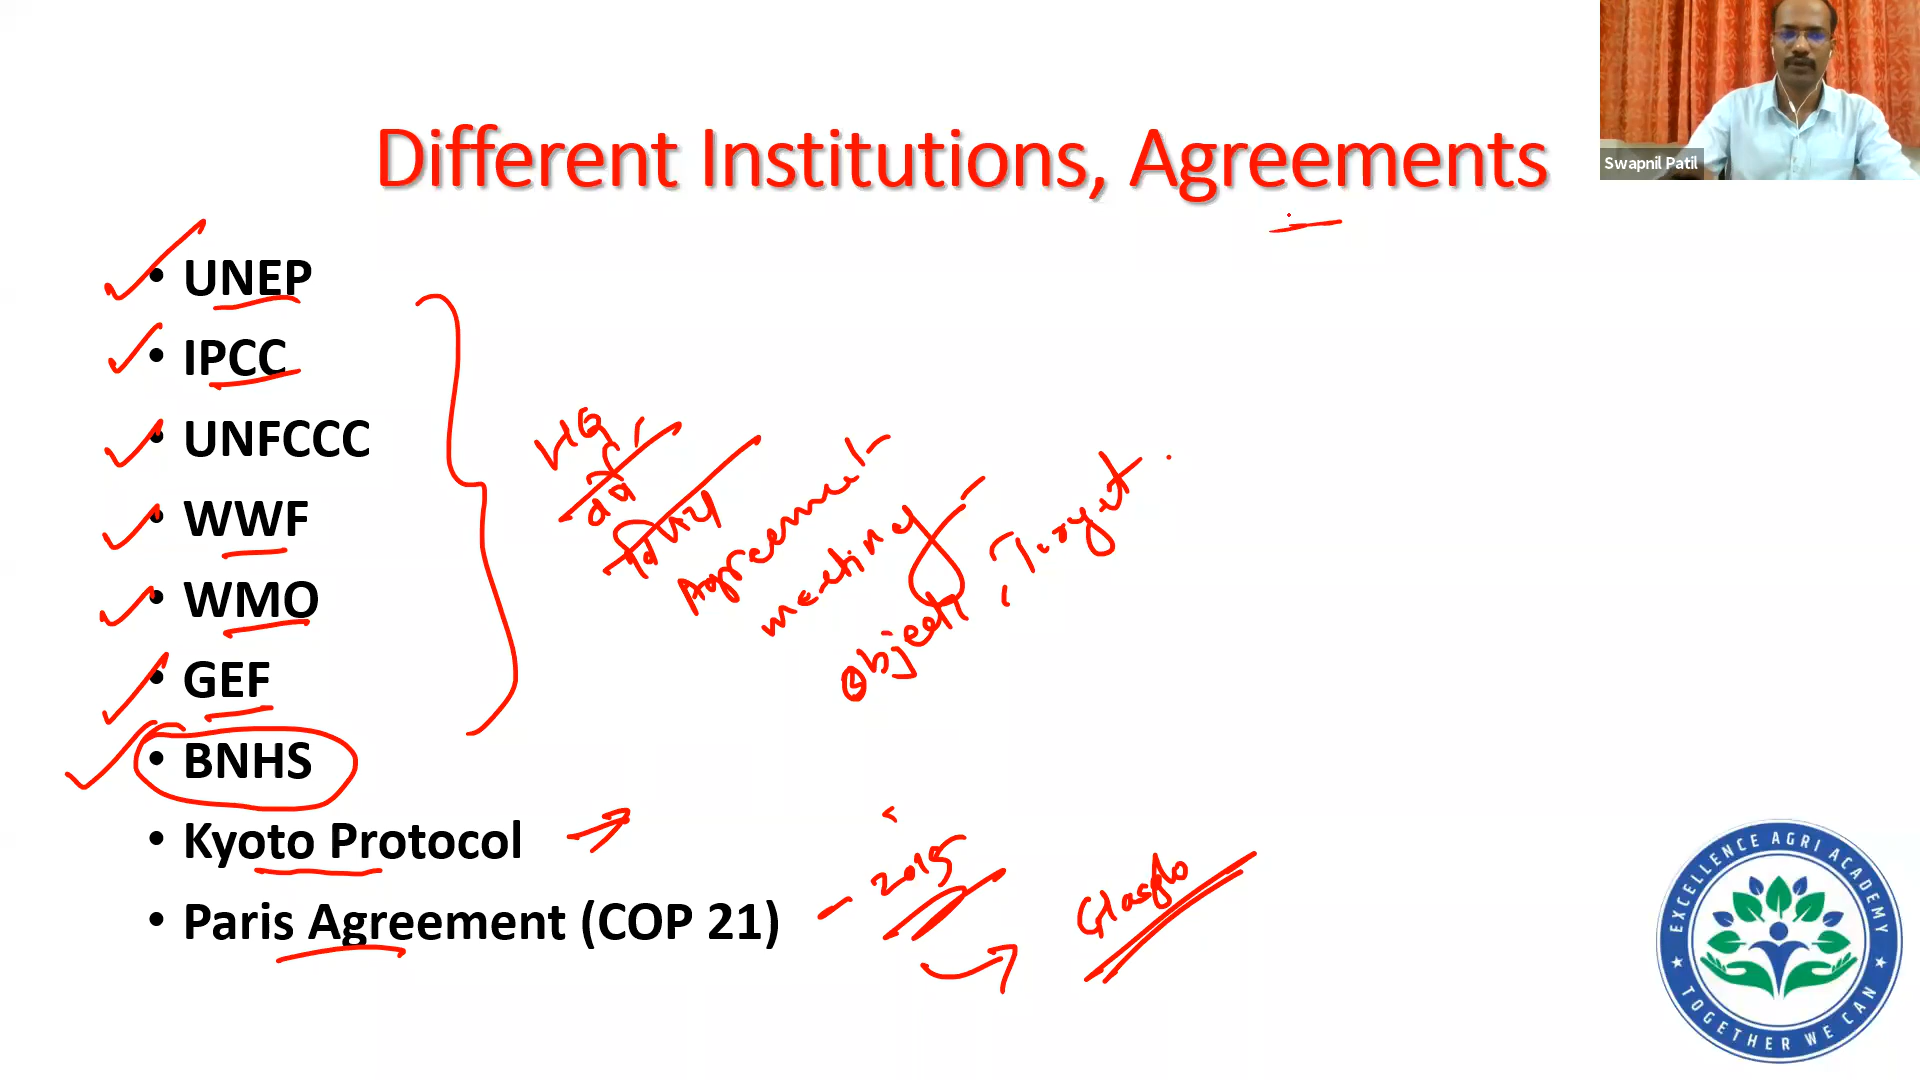 Swapnil Patil
Different Institutions, Agreements
• UNEP
• IPCC
• UNFCCC
• WWF
• WMO
• GEF
• BNHS
• Kyoto Protocol
• Paris Agreement (COP 21)
HQ
Agreement
meeting
Object, Target
- 2015
EXCELLENCE AGRI ACADEMY
TOGETHER WE CAN